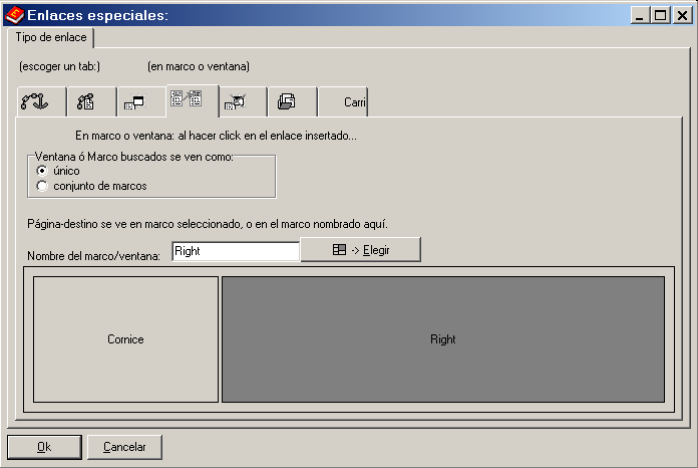 Enlaces especiales:
Tipo de enlace
(escoger un tab:) (en marco o ventana)
Carri
En marco o ventana: al hacer click en el enlace insertado...
Ventana ó Marco buscados se ven como:
único
conjunto de marcos
Página-destino se ve en marco seleccionado, o en el marco nombrado aquí.
Nombre del marco/ventana: Right -> Elegir
Cornice Right
Ok Cancelar